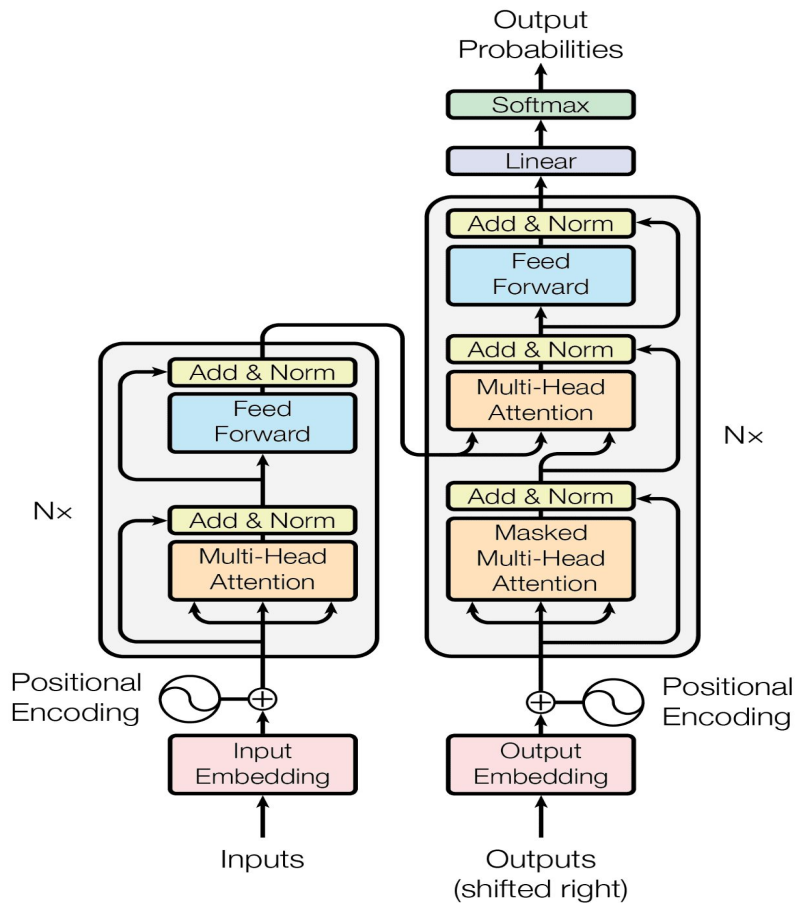 Output
Probabilities
Softmax
Linear
Add & Norm
Feed
Forward
Add & Norm
Multi-Head
Attention
Add & Norm
Masked
Multi-Head
Attention
Nx
Add & Norm
Feed
Forward
Add & Norm
Multi-Head
Attention
Nx
Positional
Encoding
Input
Embedding
Inputs
Positional
Encoding
Output
Embedding
Outputs
(shifted right)